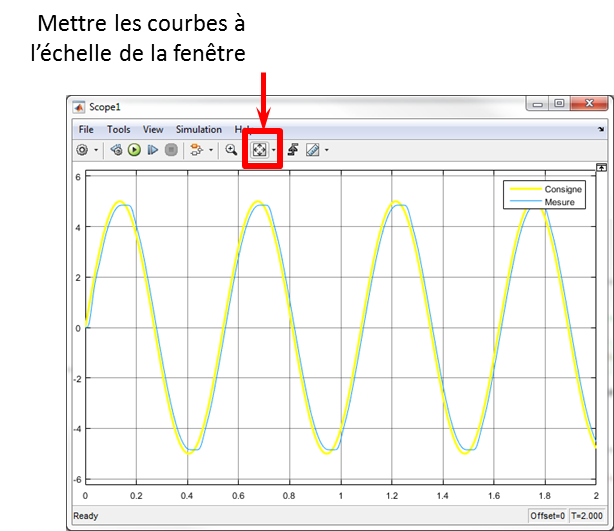 Mettre les courbes à
l’échelle de la fenêtre
Scope1
File Tools View Simulation
Consigne
Mesure
6
4
2
0
-2
-4
-6
0 0.2 0.4 0.6 0.8 1 1.2 1.4 1.6 1.8 2
Ready Offset=0 T=2.000